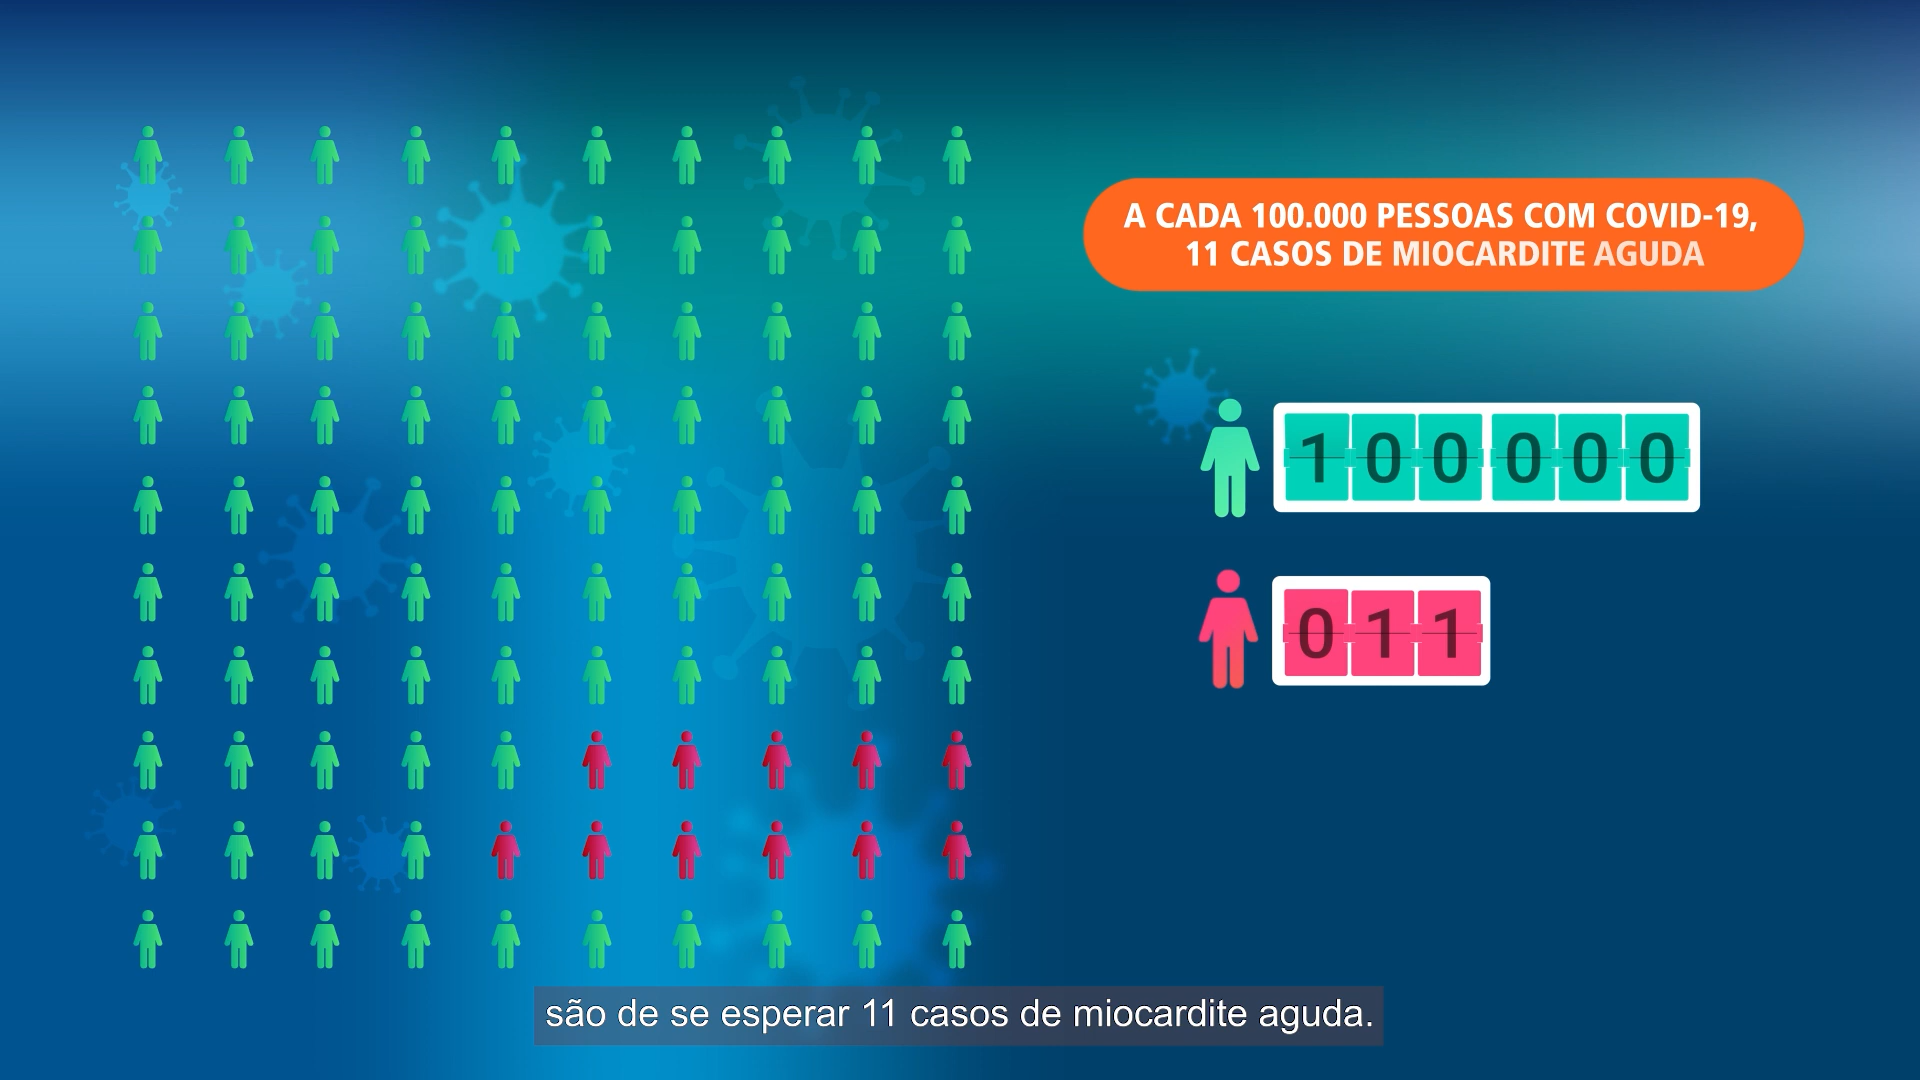 A CADA 100.000 PESSOAS COM COVID-19,
11 CASOS DE MIOCARDITE AGUDA
100000
011
são de se esperar 11 casos de miocardite aguda.